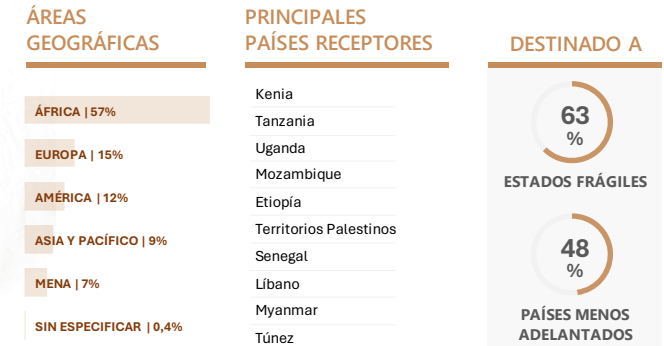 ÁREAS
GEOGRÁFICAS
ÁFRICA | 57%
EUROPA | 15%
AMÉRICA | 12%
ASIA Y PACÍFICO | 9%
MENA | 7%
SIN ESPECIFICAR | 0,4%
PRINCIPALES
PAÍSES RECEPTORES
Kenia
Tanzania
Uganda
Mozambique
Etiopía
Territorios Palestinos
Senegal
Líbano
Myanmar
Túnez
DESTINADO A
63
%
ESTADOS FRÁGILES
48
%
PAÍSES MENOS
ADELANTADOS